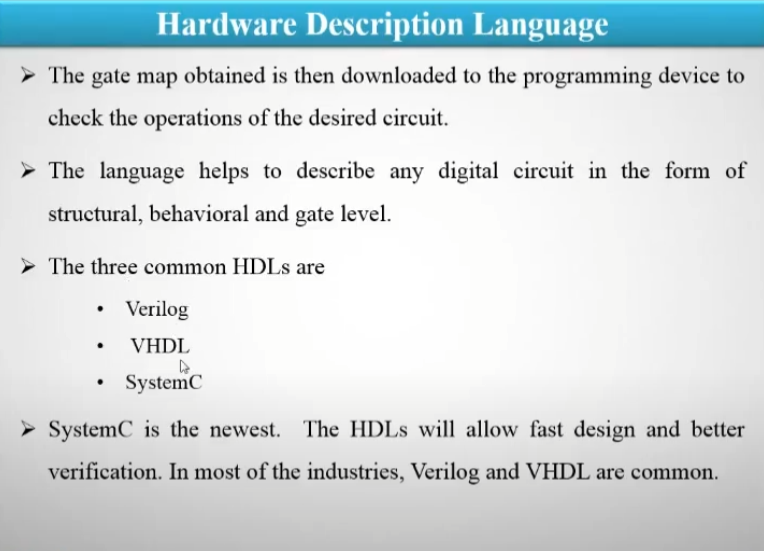 Hardware Description Language
➤ The gate map obtained is then downloaded to the programming device to
check the operations of the desired circuit.
➤ The language helps to describe any digital circuit in the form of
structural, behavioral and gate level.
➤ The three common HDLs are
• Verilog
• VHDL
• SystemC
➤ SystemC is the newest. The HDLs will allow fast design and better
verification. In most of the industries, Verilog and VHDL are common.